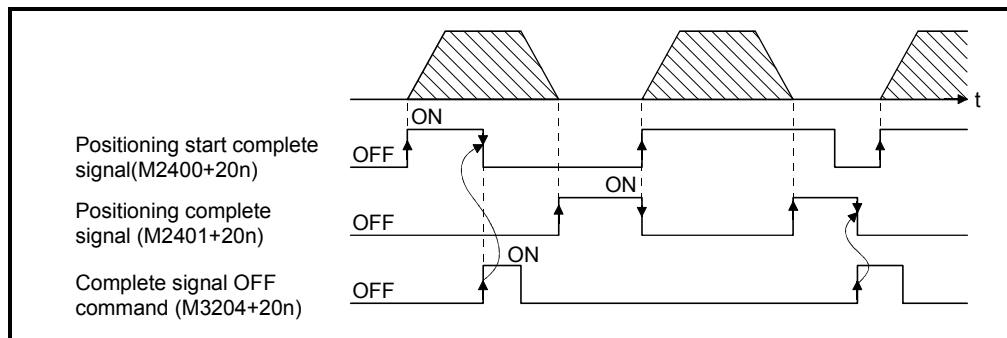 t
ON
Positioning start complete
signal(M2400+20n)
OFF
ON
Positioning complete
signal (M2401+20n)
OFF
ON
Complete signal OFF
command (M3204+20n)
OFF